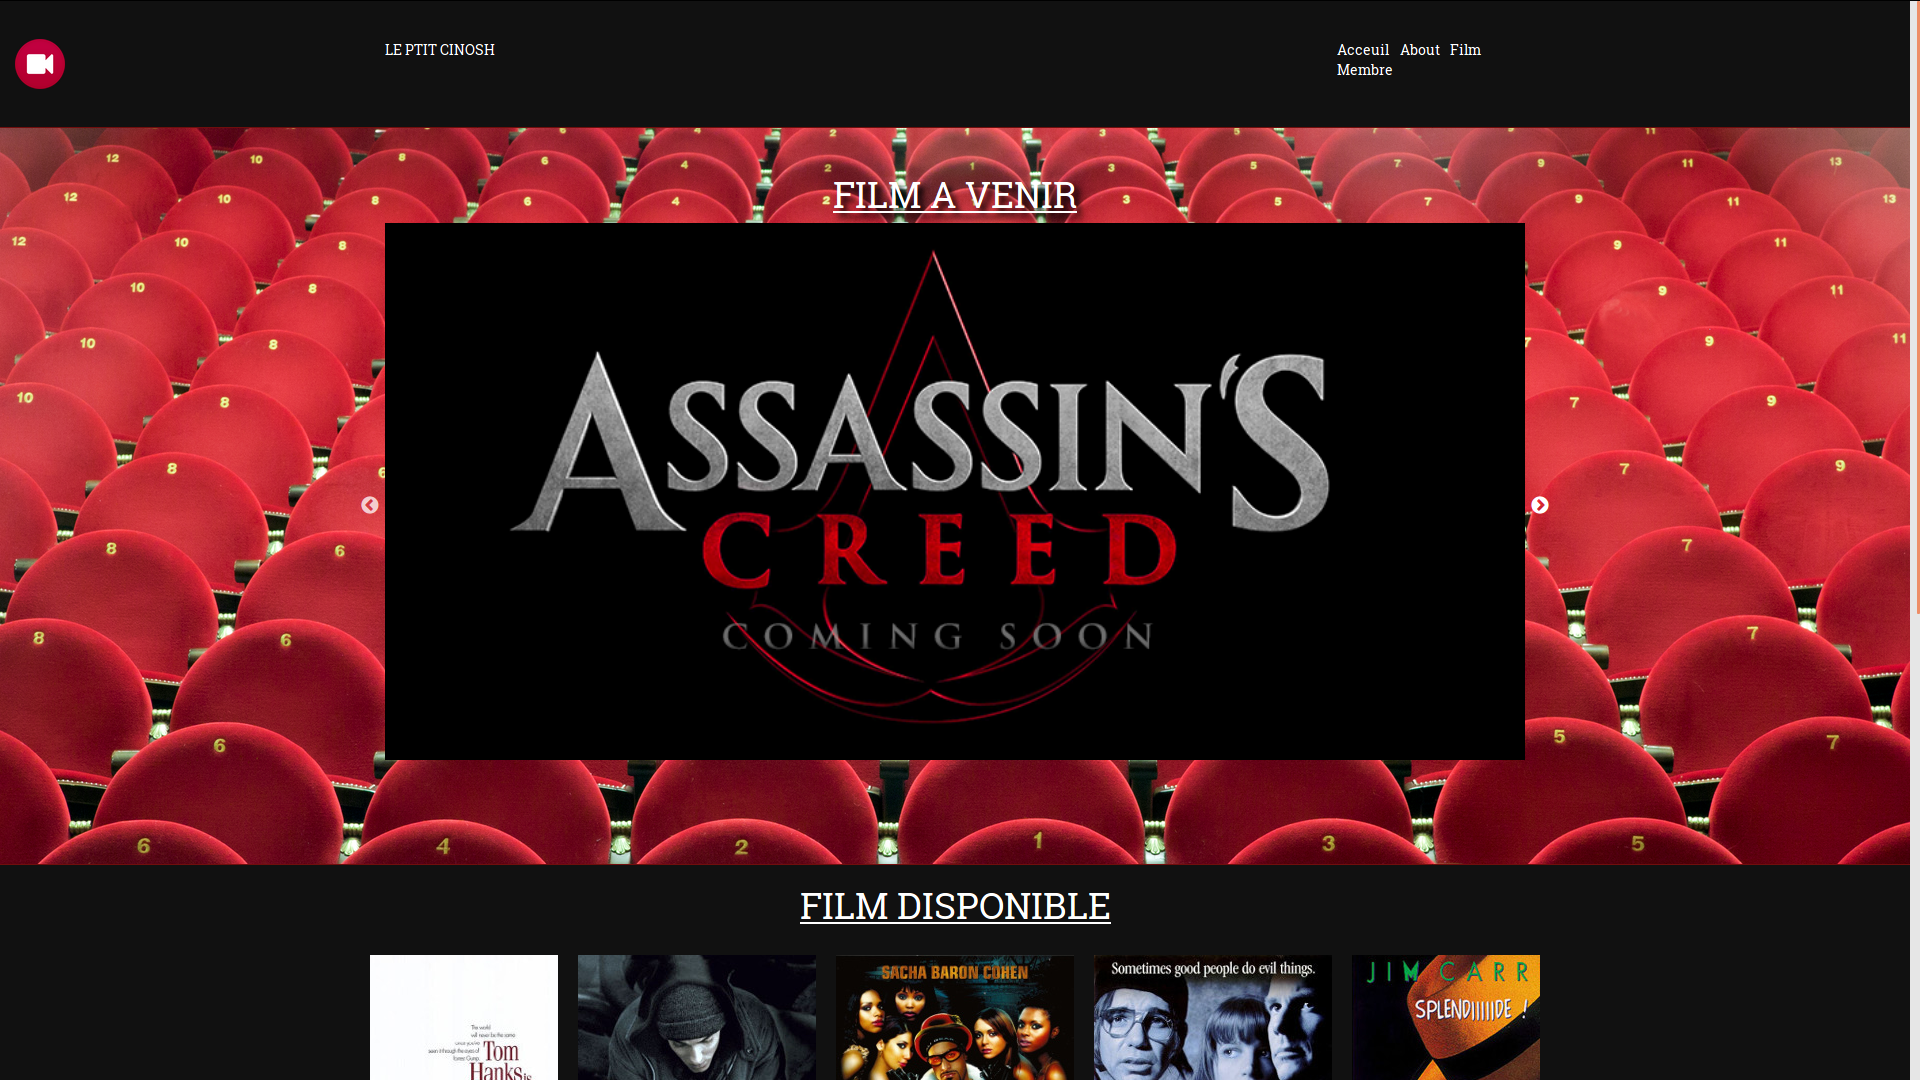 LE PTIT CINOSH
Acceuil About Film
Membre
FILM A VENIR
ASSASSIN'S
CREED
COMING SOON
FILM DISPONIBLE
The world
will never be the same
once you've
seen it through the eyes of
Forrest Gump.
Tom
Hanks is
SACHA BARON COHEN
Sometimes good people do evil things.
JIM CARR
SPLENDIIIIIDE !